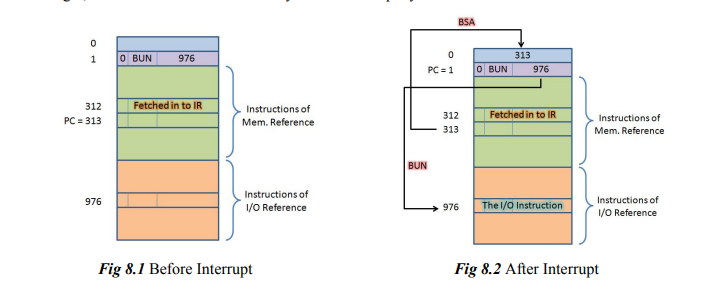 BSA
0
1
0 BUN 976
312
PC = 313
Fetched in to IR
976
Instructions of
Mem. Reference
Instructions of
I/O Reference
Fig 8.1 Before Interrupt
0
PC = 1
313
0 BUN 976
312
313
Fetched in to IR
BUN
976
The I/O Instruction
Instructions of
Mem. Reference
Instructions of
I/O Reference
Fig 8.2 After Interrupt